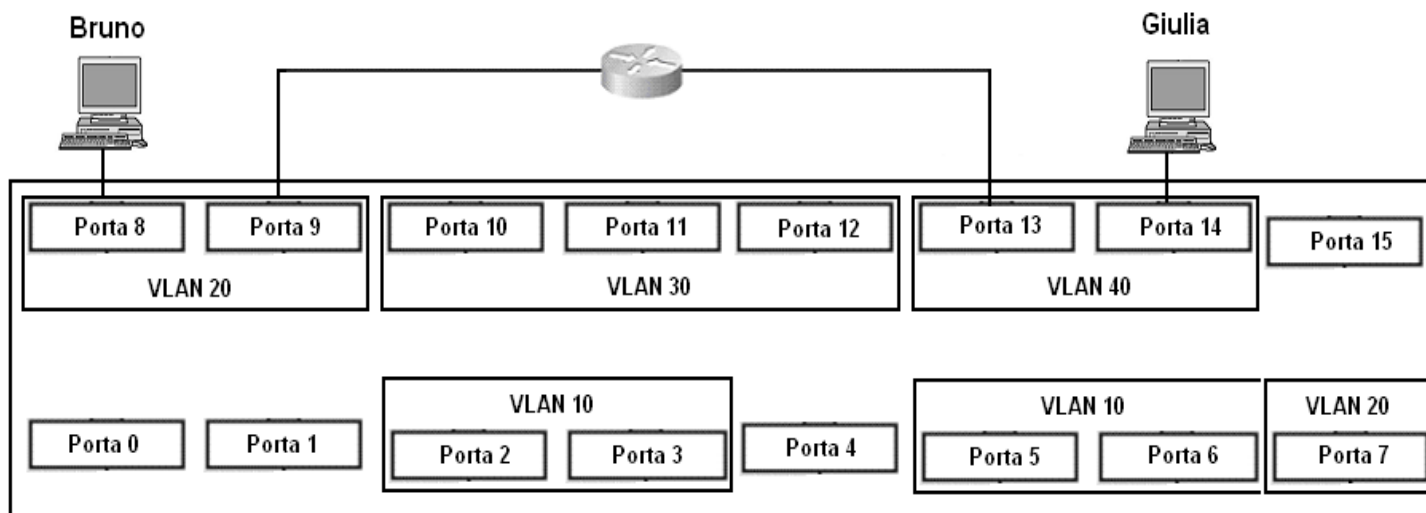 Bruno
Giulia
Porta 8
Porta 9
Porta 10
Porta 11
Porta 12
Porta 13
Porta 14
Porta 15
VLAN 20
VLAN 30
VLAN 40
VLAN 10
VLAN 10
VLAN 20
Porta 0
Porta 1
Porta 2
Porta 3
Porta 4
Porta 5
Porta 6
Porta 7